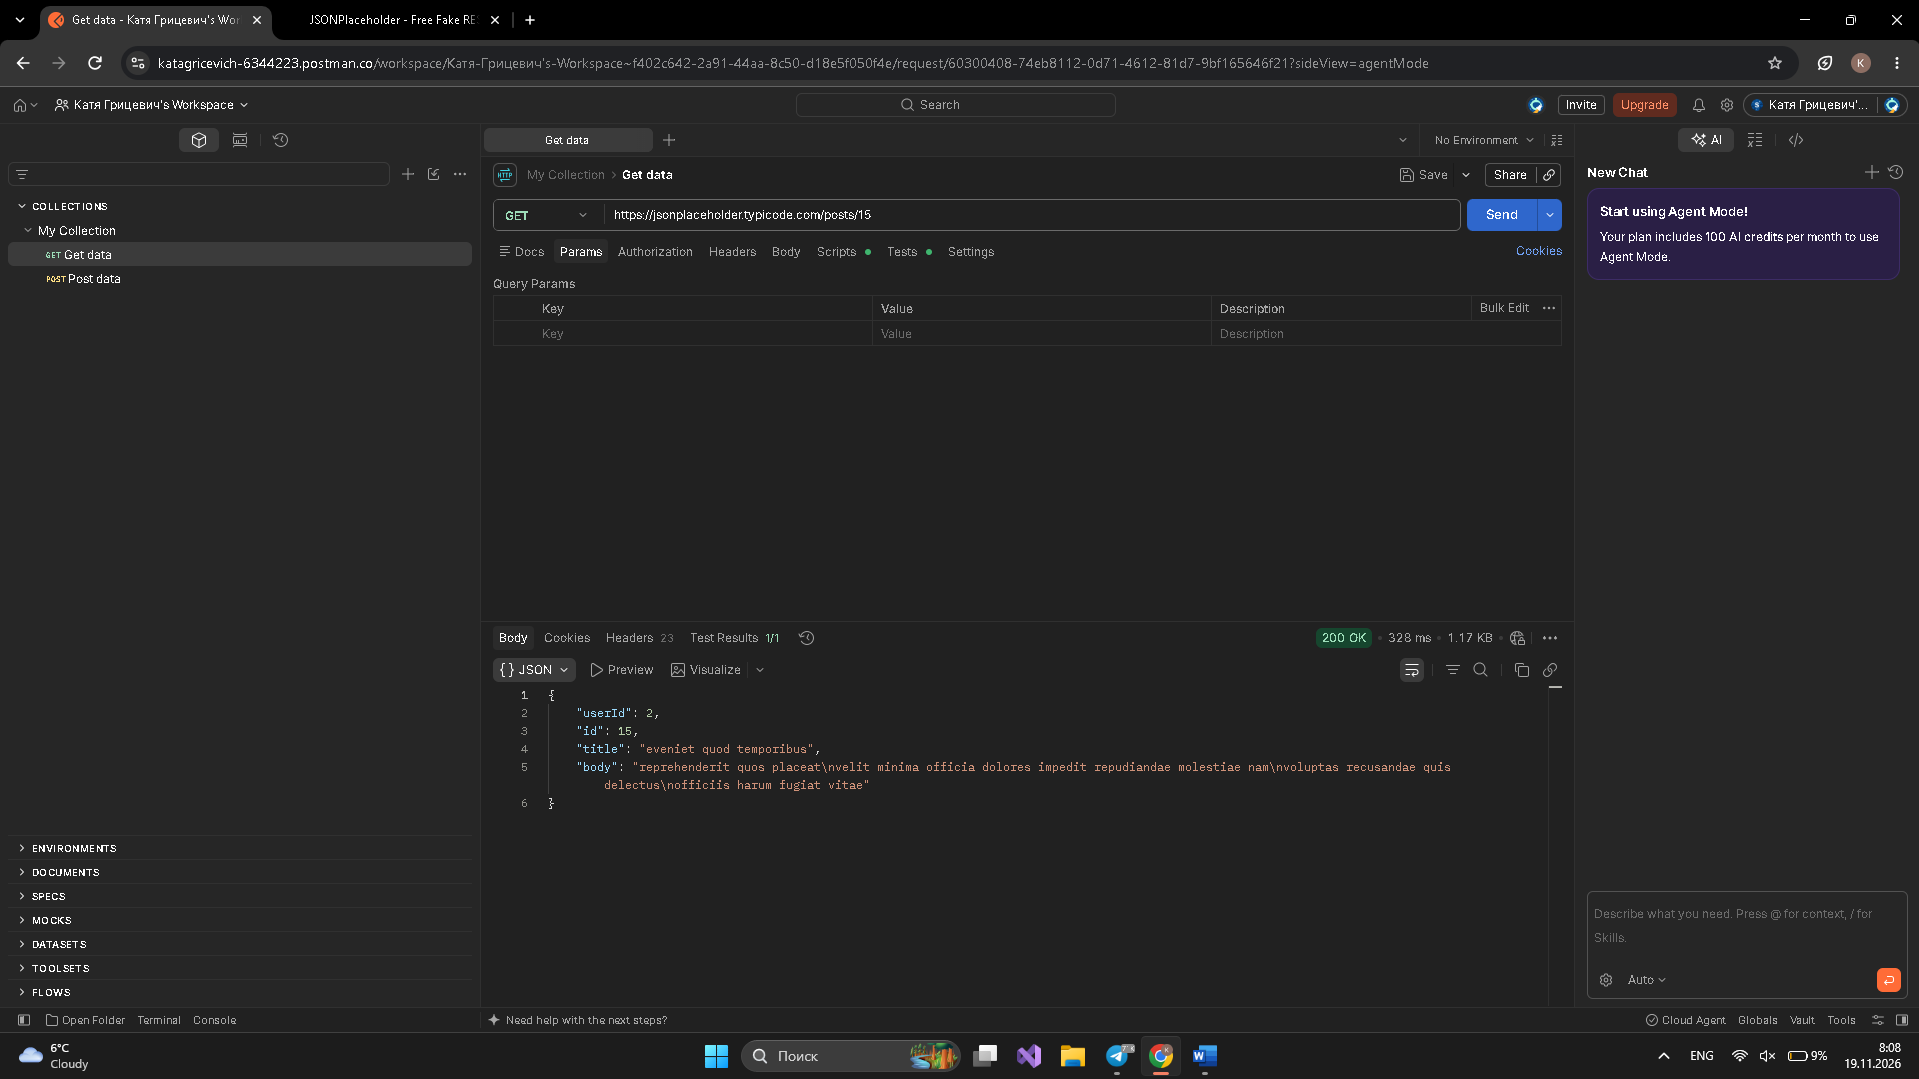 Get data - Катя Грицевич's Wor
JSONPlaceholder - Free Fake RE
katagricevich-6344223.postman.co/workspace/Катя-Грицевич's-Workspace~f402c642-2a91-44aa-8c50-d18e5f050f4e/request/60300408-74eb8112-0d71-4612-81d7-9bf165646f21?sideView=agentMode
K
Катя Грицевич's Workspace
Search
Invite
Upgrade
Катя Грицевич'...
Get data
No Environment
AI
COLLECTIONS
My Collection
GET Get data
POST Post data
HTTP
My Collection > Get data
Save
Share
GET
https://jsonplaceholder.typicode.com/posts/15
Send
Docs
Params
Authorization
Headers
Body
Scripts
Tests
Settings
Cookies
Query Params
Key
Value
Description
Bulk Edit
Key
Value
Description
New Chat
Start using Agent Mode!
Your plan includes 100 AI credits per month to use
Agent Mode.
Body
Cookies
Headers 23
Test Results 1/1
200 OK
328 ms
1.17 KB
{} JSON
Preview
Visualize
1 {
2 "userId": 2,
3 "id": 15,
4 "title": "eveniet quod temporibus",
5 "body": "reprehenderit quos placeat\nvelit minima officia dolores impedit repudiandae molestiae nam\nvoluptas recusandae quis
delectus\nofficiis harum fugiat vitae"
6 }
ENVIRONMENTS
DOCUMENTS
SPECS
MOCKS
DATASETS
TOOLSETS
FLOWS
Describe what you need. Press @ for context, / for
Skills.
Auto
Open Folder
Terminal
Console
Need help with the next steps?
Cloud Agent
Globals
Vault
Tools
6°C
Cloudy
Поиск
ENG
9%
8:08
19.11.2026